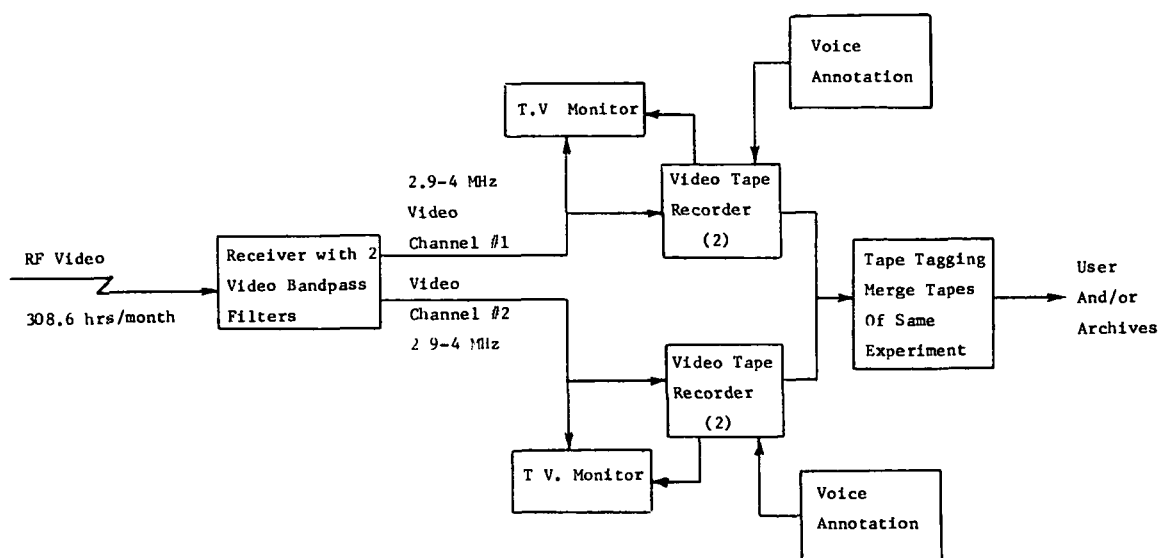 Voice
Annotation
T.V Monitor
2.9-4 MHz
Video
Channel #1
Video Tape
Recorder
(2)
RF Video
308.6 hrs/month
Receiver with 2
Video Bandpass
Filters
Video
Channel #2
2 9-4 MHz
Tape Tagging
Merge Tapes
Of Same
Experiment
User
And/or
Archives
Video Tape
Recorder
(2)
T V. Monitor
Voice
Annotation